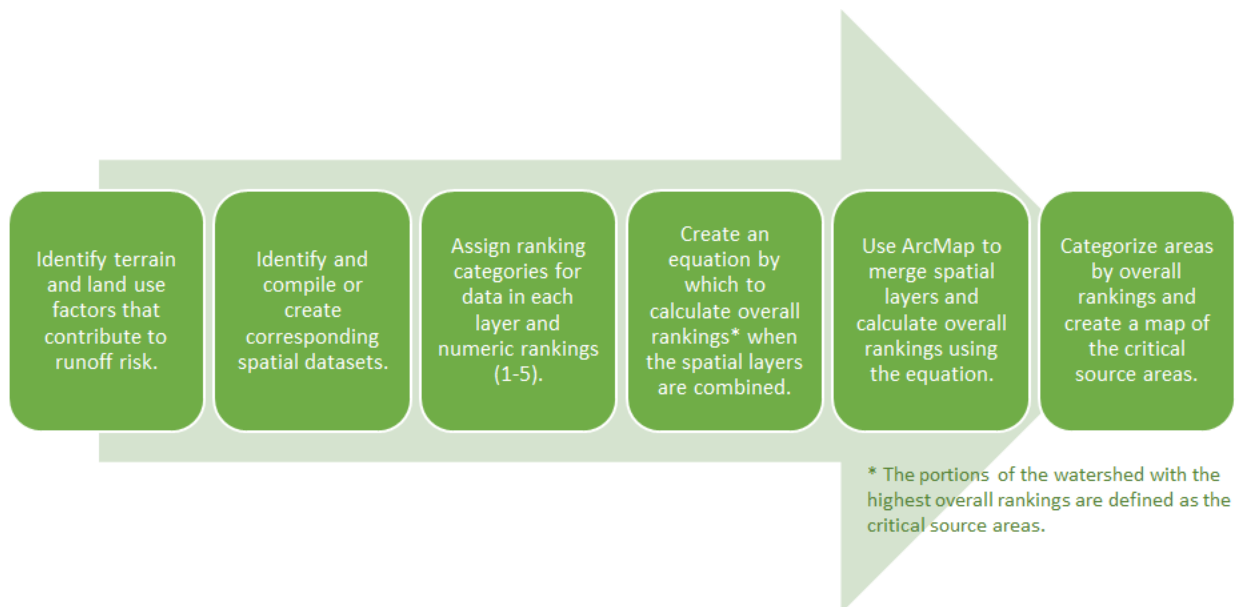 Identify terrain
and land use
factors that
contribute to
runoff risk.
Identify and
compile or
create
corresponding
spatial datasets.
Assign ranking
categories for
data in each
layer and
numeric rankings
(1-5).
Create an
equation by
which to
calculate overall
rankings* when
the spatial layers
are combined.
Use ArcMap to
merge spatial
layers and
calculate overall
rankings using
the equation.
Categorize areas
by overall
rankings and
create a map of
the critical
source areas.
* The portions of the watershed with the
highest overall rankings are defined as the
critical source areas.